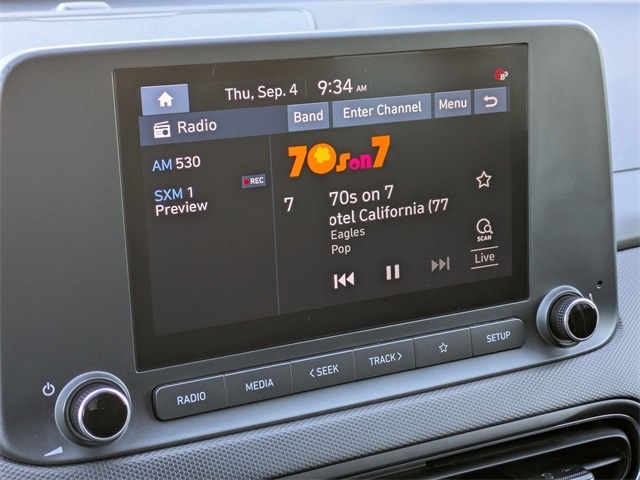 Thu, Sep. 4 9:34 AM
Radio Band Enter Channel Menu
AM 530
SXM 1 REC
Preview
70s on 7
7 70s on 7
otel California (77
Eagles
Pop
SCAN
Live
RADIO MEDIA <SEEK TRACK> SETUP